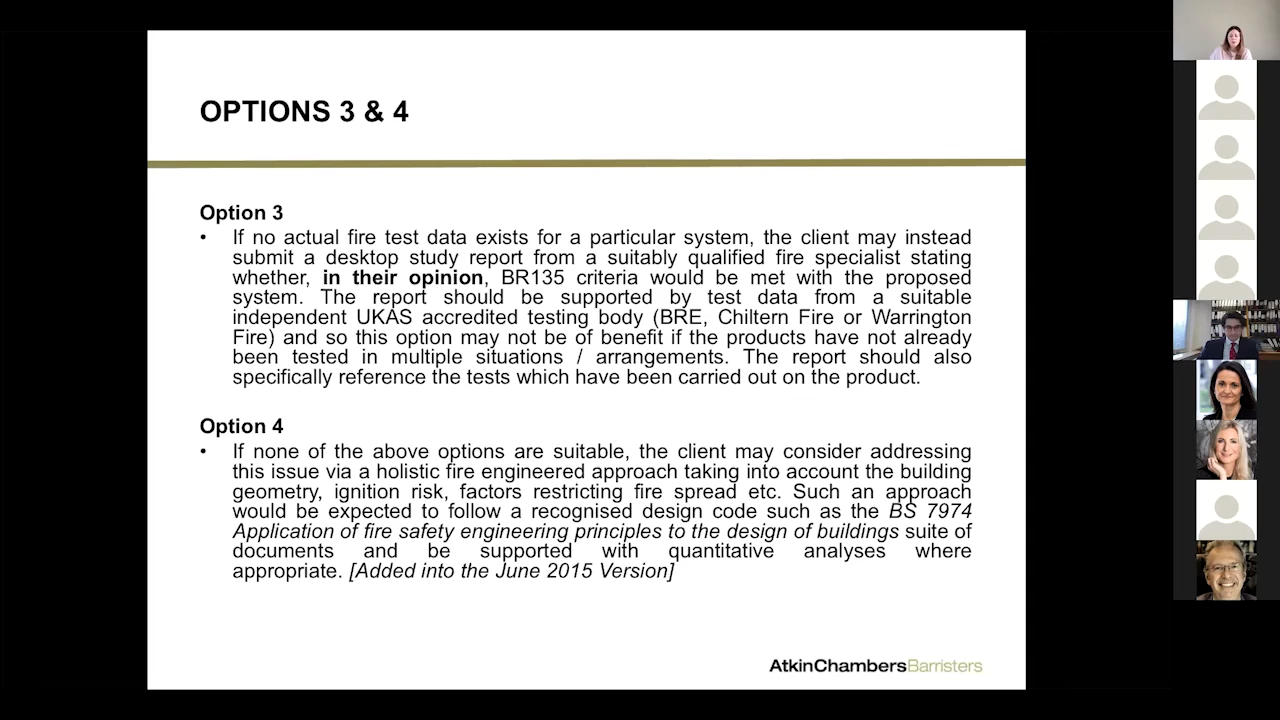 OPTIONS 3 & 4
Option 3
• If no actual fire test data exists for a particular system, the client may instead
submit a desktop study report from a suitably qualified fire specialist stating
whether, in their opinion, BR135 criteria would be met with the proposed
system. The report should be supported by test data from a suitable
independent UKAS accredited testing body (BRE, Chiltern Fire or Warrington
Fire) and so this option may not be of benefit if the products have not already
been tested in multiple situations / arrangements. The report should also
specifically reference the tests which have been carried out on the product.
Option 4
• If none of the above options are suitable, the client may consider addressing
this issue via a holistic fire engineered approach taking into account the building
geometry, ignition risk, factors restricting fire spread etc. Such an approach
would be expected to follow a recognised design code such as the BS 7974
Application of fire safety engineering principles to the design of buildings suite of
documents and be supported with quantitative analyses where
appropriate. [Added into the June 2015 Version]
AtkinChambersBarristers